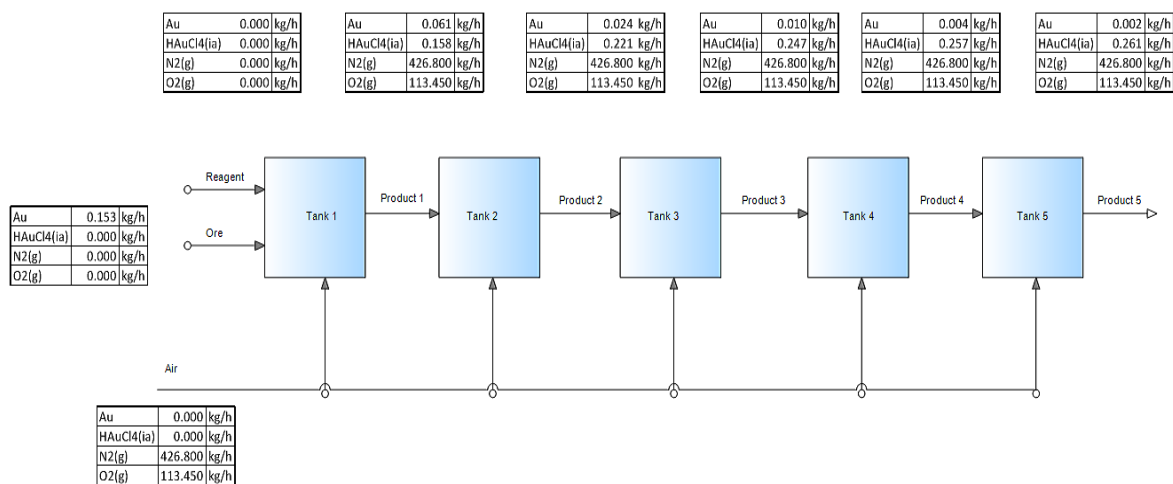 Au 0.000 kg/h
HAuCl4(ia) 0.000 kg/h
N2(g) 0.000 kg/h
O2(g) 0.000 kg/h
Au 0.061 kg/h
HAuCl4(ia) 0.158 kg/h
N2(g) 426.800 kg/h
O2(g) 113.450 kg/h
Au 0.024 kg/h
HAuCl4(ia) 0.221 kg/h
N2(g) 426.800 kg/h
O2(g) 113.450 kg/h
Au 0.010 kg/h
HAuCl4(ia) 0.247 kg/h
N2(g) 426.800 kg/h
O2(g) 113.450 kg/h
Au 0.004 kg/h
HAuCl4(ia) 0.257 kg/h
N2(g) 426.800 kg/h
O2(g) 113.450 kg/h
Au 0.002 kg/h
HAuCl4(ia) 0.261 kg/h
N2(g) 426.800 kg/h
O2(g) 113.450 kg/h
Reagent
Ore
Tank 1
Product 1
Tank 2
Product 2
Tank 3
Product 3
Tank 4
Product 4
Tank 5
Product 5
Au 0.153 kg/h
HAuCl4(ia) 0.000 kg/h
N2(g) 0.000 kg/h
O2(g) 0.000 kg/h
Air
Au 0.000 kg/h
HAuCl4(ia) 0.000 kg/h
N2(g) 426.800 kg/h
O2(g) 113.450 kg/h